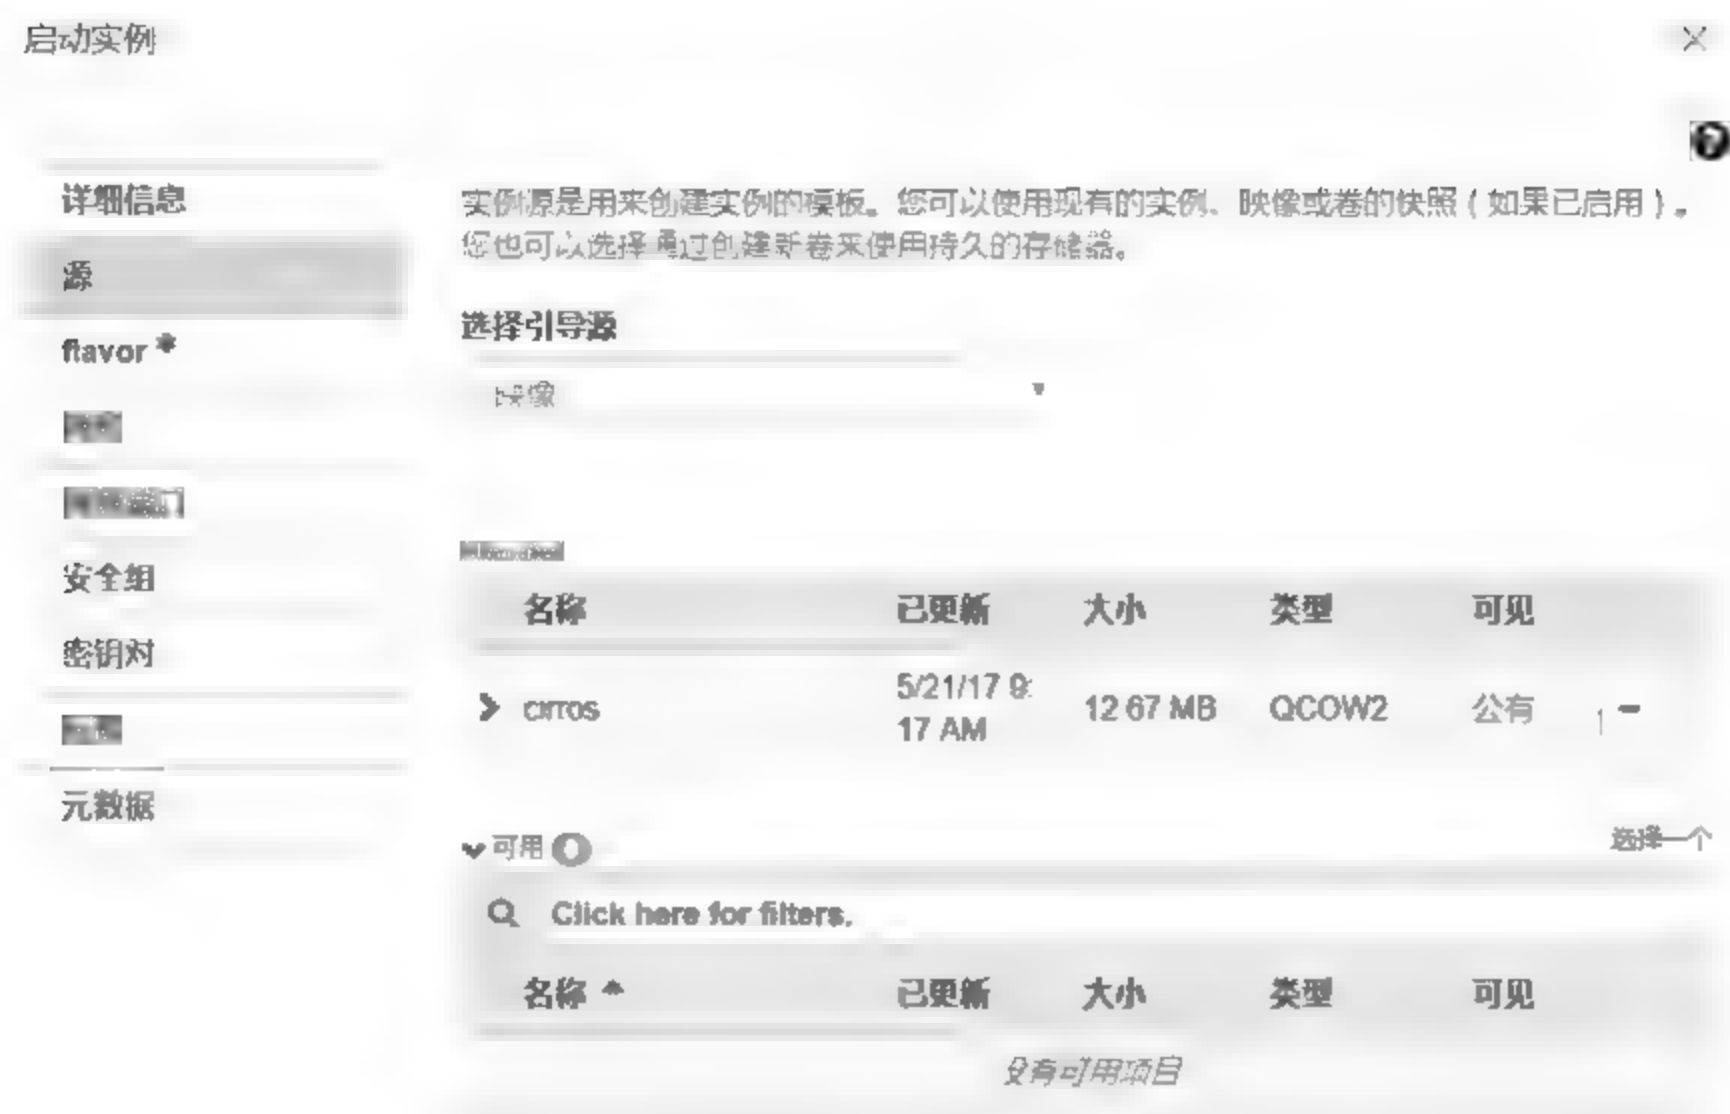 启动实例
详细信息
源
flavor *
安全组
密钥对
元数据
实例源是用来创建实例的模板。您可以使用现有的实例、映像或卷的快照（如果已启用）。
您也可以选择通过创建新卷来使用持久的存储器。
选择引导源
映像
名称 已更新 大小 类型 可见
cirros 5/21/17 9:17 AM 12.67 MB QCOW2 公有
可用 0 选择一个
Click here for filters.
名称 已更新 大小 类型 可见
没有可用项目